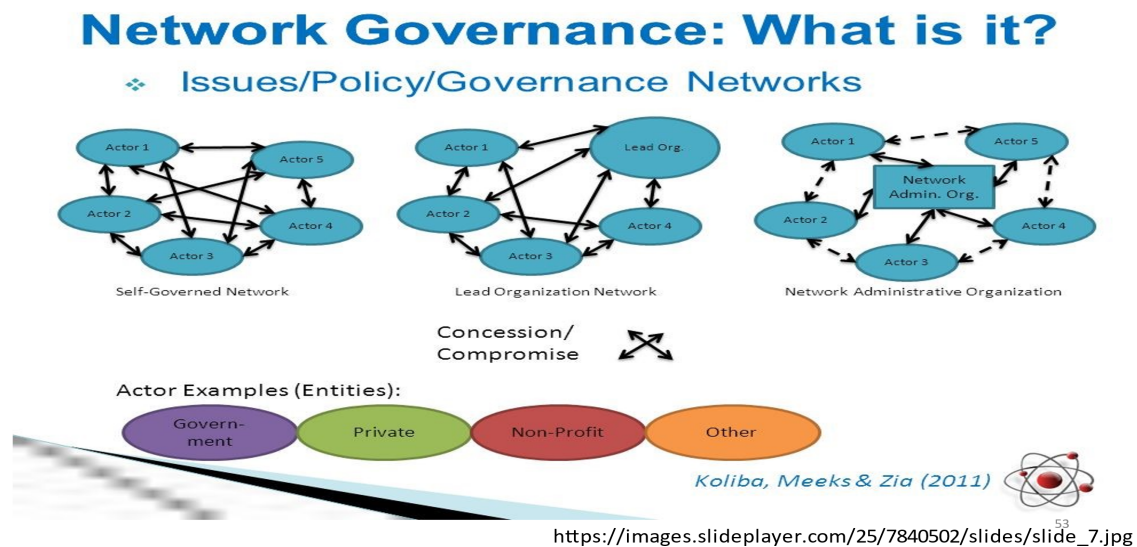 Network Governance: What is it?
Issues/Policy/Governance Networks
Actor 1
Actor 5
Actor 2
Actor 4
Actor 3
Self-Governed Network
Actor 1
Lead Org.
Actor 2
Actor 4
Actor 3
Lead Organization Network
Actor 1
Actor 5
Network
Admin. Org.
Actor 2
Actor 4
Actor 3
Network Administrative Organization
Concession/
Compromise
Actor Examples (Entities):
Govern-
ment
Private
Non-Profit
Other
Koliba, Meeks & Zia (2011)
53
https://images.slideplayer.com/25/7840502/slides/slide_7.jpg